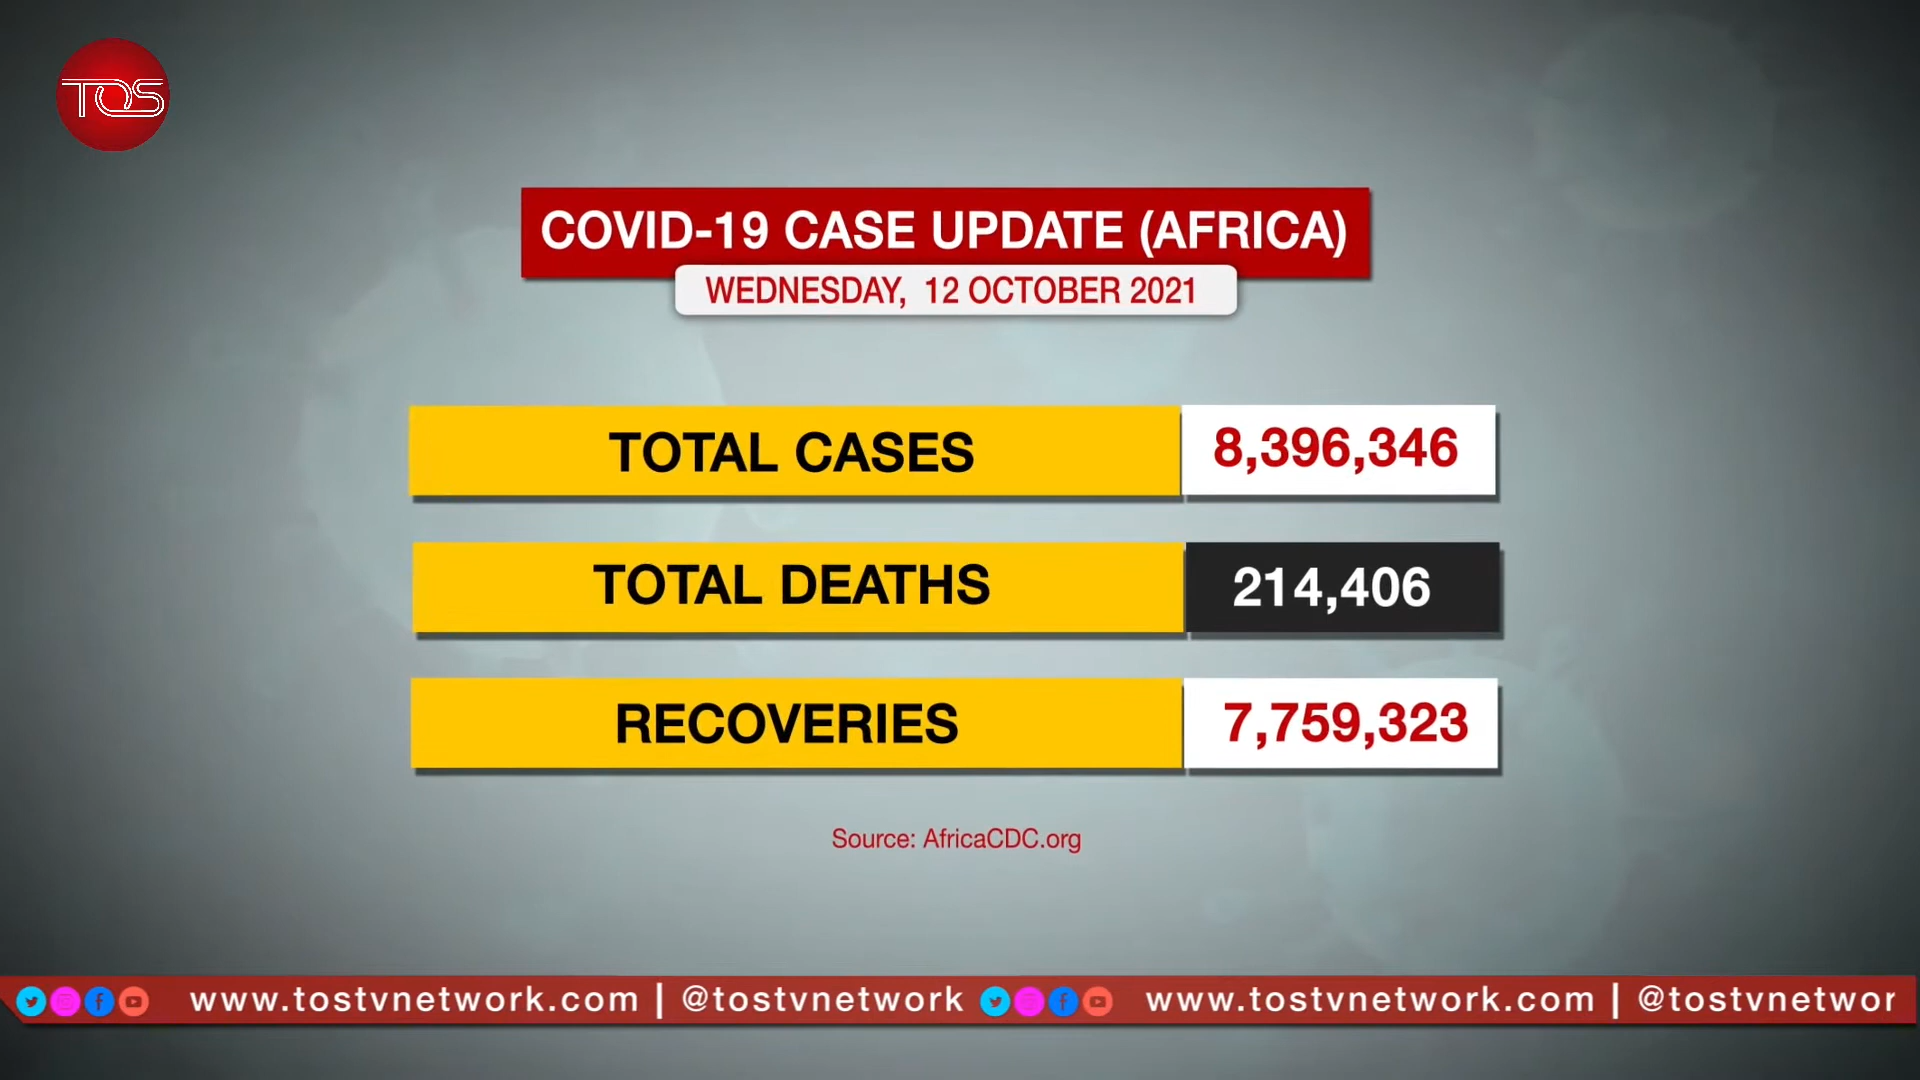 TOS
COVID-19 CASE UPDATE (AFRICA)
WEDNESDAY, 12 OCTOBER 2021
TOTAL CASES 8,396,346
TOTAL DEATHS 214,406
RECOVERIES 7,759,323
Source: AfricaCDC.org
www.tostvnetwork.com | @tostvnetwork www.tostvnetwork.com | @tostvnetwor